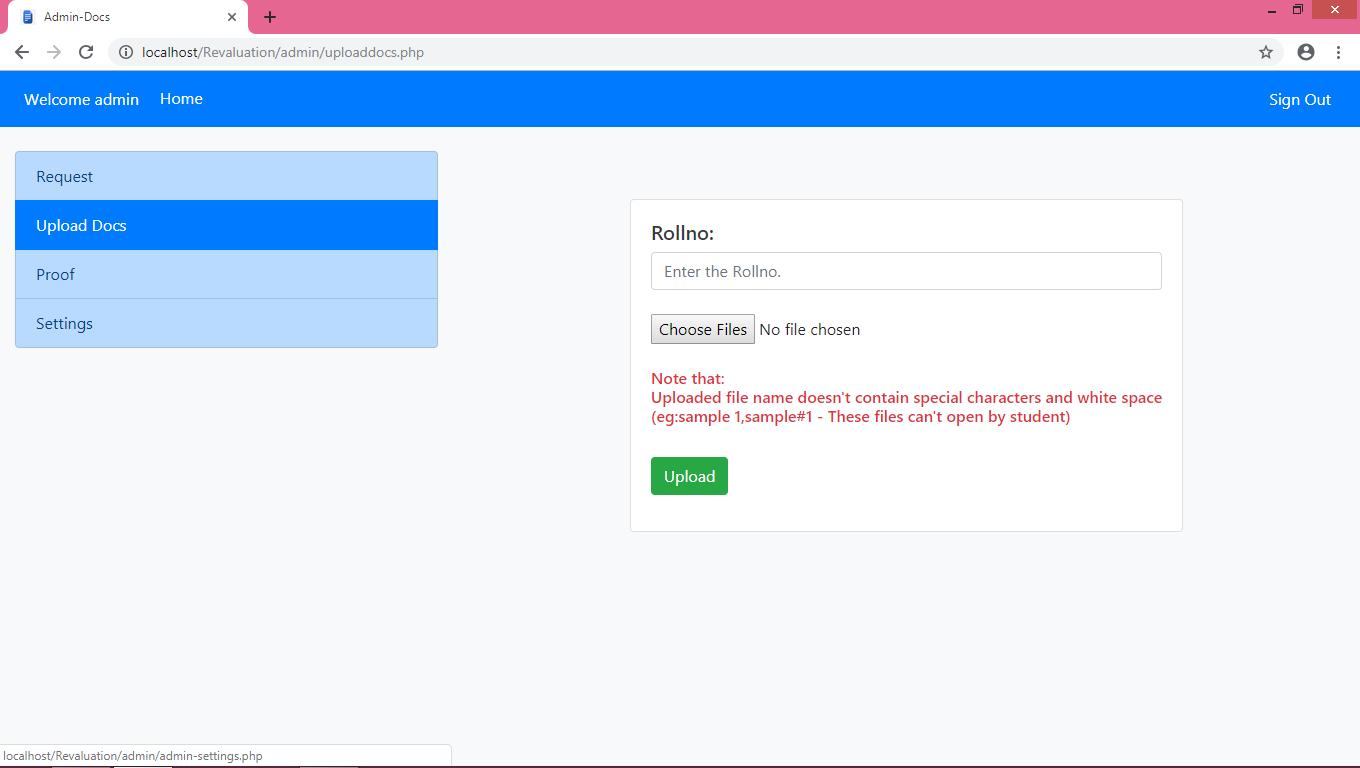 Admin-Docs
localhost/Revaluation/admin/uploaddocs.php
Welcome admin Home Sign Out
Request
Upload Docs
Proof
Settings
Rollno:
Enter the Rollno.
Choose Files No file chosen
Note that:
Uploaded file name doesn't contain special characters and white space
(eg:sample 1,sample#1 - These files can't open by student)
Upload
localhost/Revaluation/admin/admin-settings.php